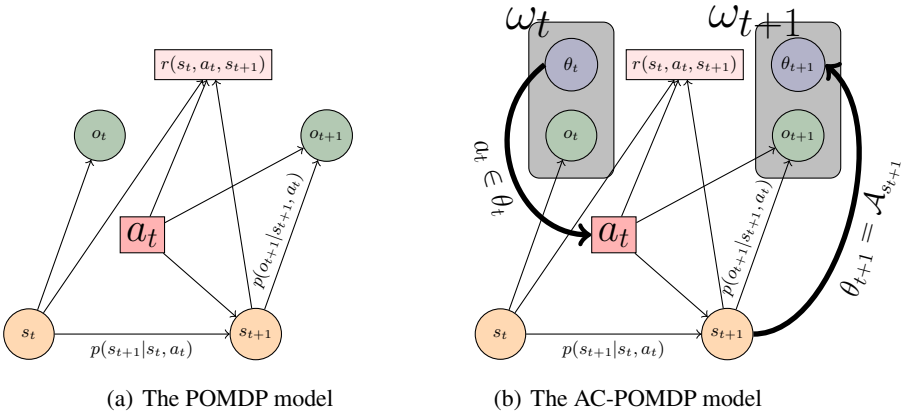 r(s_t, a_t, s_{t+1})
o_t
o_{t+1}
a_t
p(o_{t+1}|s_{t+1}, a_t)
s_t
s_{t+1}
p(s_{t+1}|s_t, a_t)
(a) The POMDP model
ω_t
ω_{t+1}
θ_t
r(s_t, a_t, s_{t+1})
θ_{t+1}
o_t
o_{t+1}
a_t ∈ θ_t
a_t
p(o_{t+1}|s_{t+1}, a_t)
θ_{t+1} = 𝒜_{s_{t+1}}
s_t
s_{t+1}
p(s_{t+1}|s_t, a_t)
(b) The AC-POMDP model